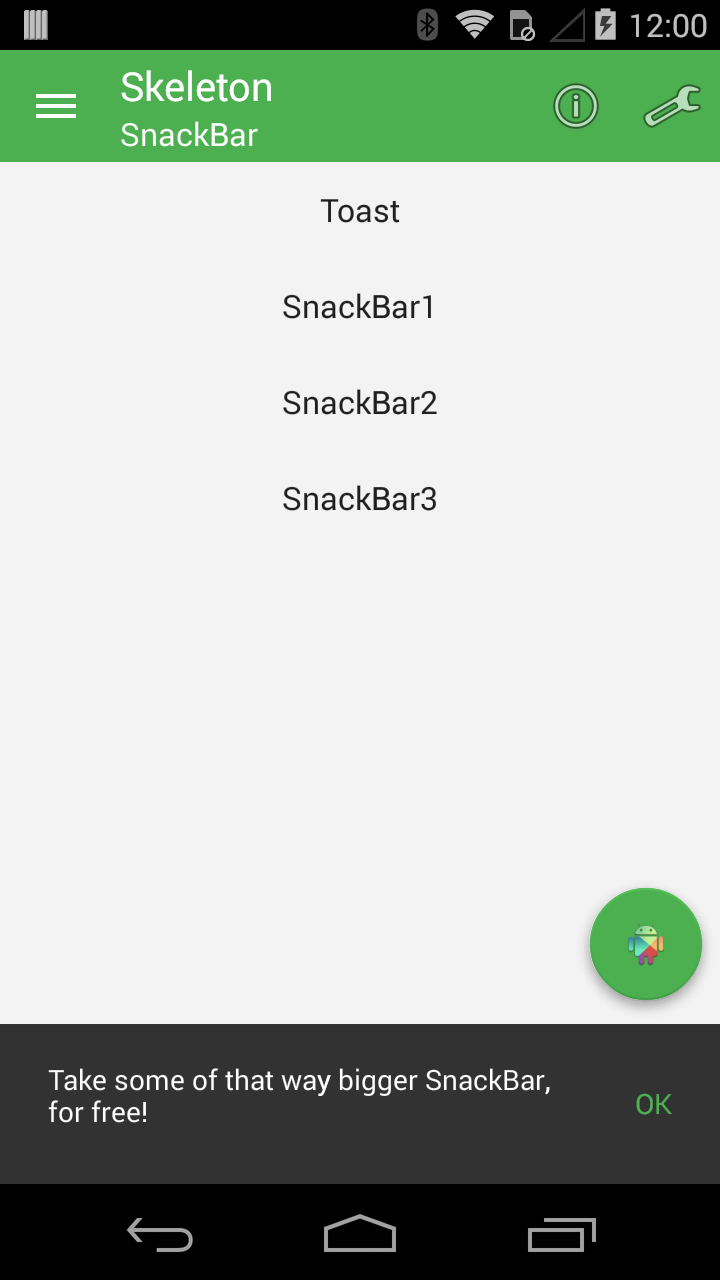 12:00
Skeleton
SnackBar
Toast
SnackBar1
SnackBar2
SnackBar3
Take some of that way bigger SnackBar,
for free!
OK